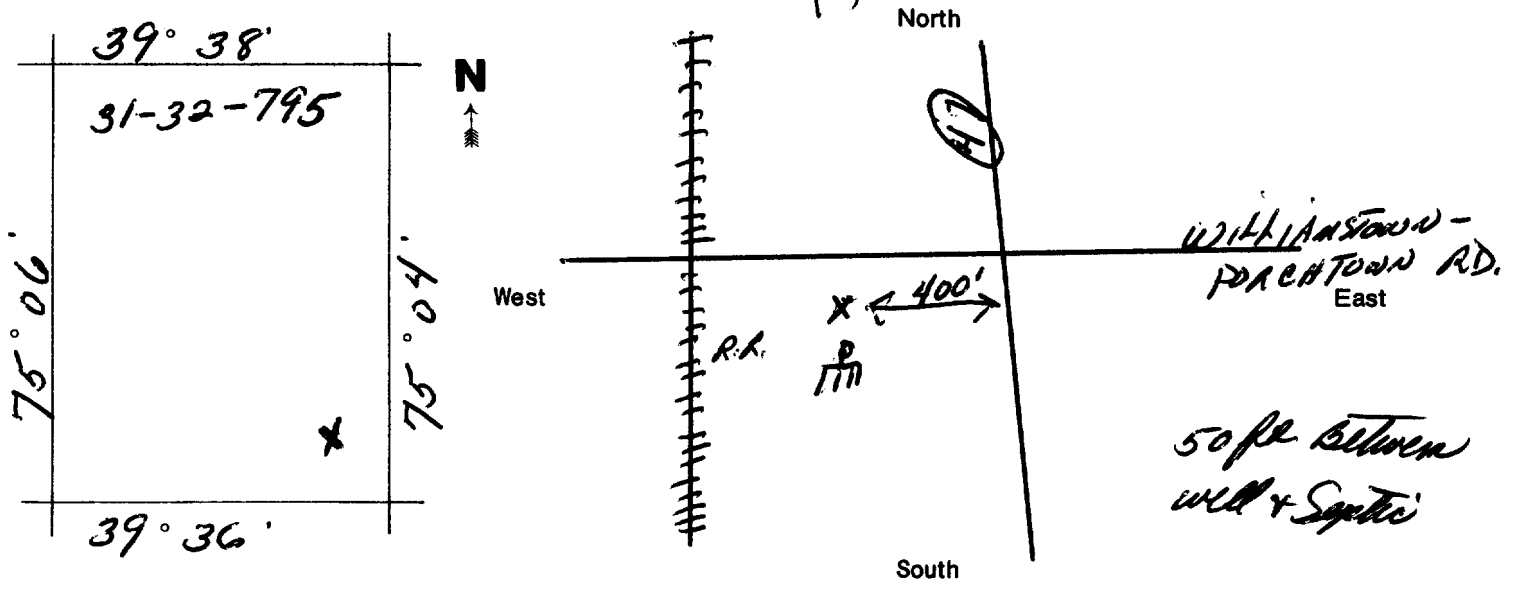 39° 38'
31-32-795
75° 06'
75° 04'
39° 36'
N
North
47
WILLIAMSTOWN -
PORCHTOWN RD.
West
400'
East
X
R.R.
X
50 ft Between
well + Septic
South